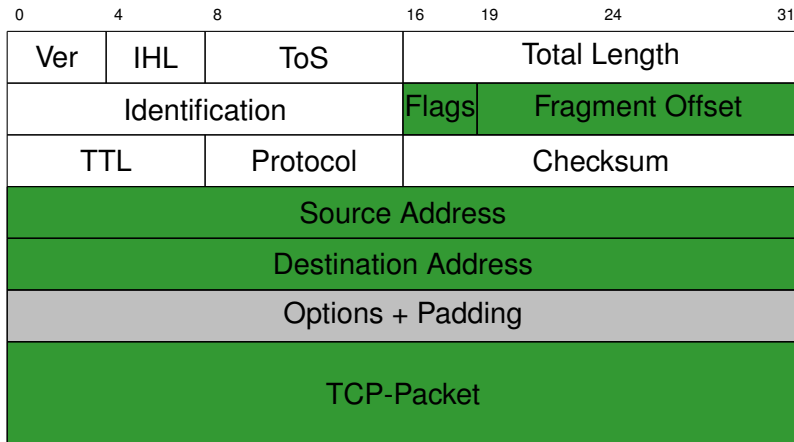 0 4 8 16 19 24 31
Ver IHL ToS Total Length
Identification Flags Fragment Offset
TTL Protocol Checksum
Source Address
Destination Address
Options + Padding
TCP-Packet